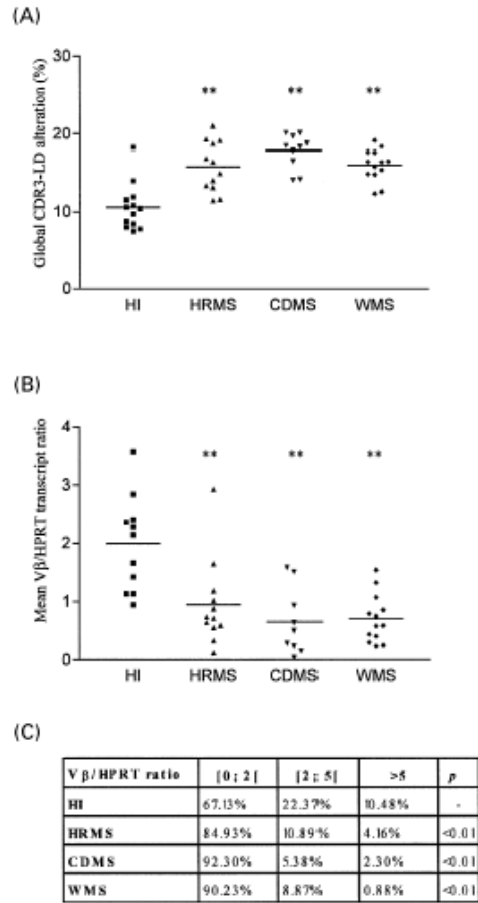 (A)
Global CDR3-LD alteration (%)
30
20
10
0
** ** **
HI HRMS CDMS WMS
(B)
Mean Vβ/HPRT transcript ratio
4
3
2
1
0
** ** **
HI HRMS CDMS WMS
(C)
Vβ/HPRT ratio [0 ; 2[ [2 ; 5[ >5 p
HI 67.13% 22.37% 10.48% -
HRMS 84.93% 10.89% 4.16% <0.01
CDMS 92.30% 5.38% 2.30% <0.01
WMS 90.23% 8.87% 0.88% <0.01